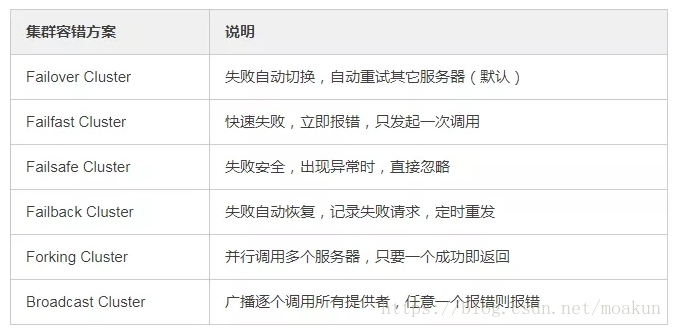 集群容错方案 说明
Failover Cluster 失败自动切换，自动重试其它服务器（默认）
Failfast Cluster 快速失败，立即报错，只发起一次调用
Failsafe Cluster 失败安全，出现异常时，直接忽略
Failback Cluster 失败自动恢复，记录失败请求，定时重发
Forking Cluster 并行调用多个服务器，只要一个成功即返回
Broadcast Cluster 广播逐个调用所有提供者，任意一个报错则报错
https://blog.csdn.net/moakun